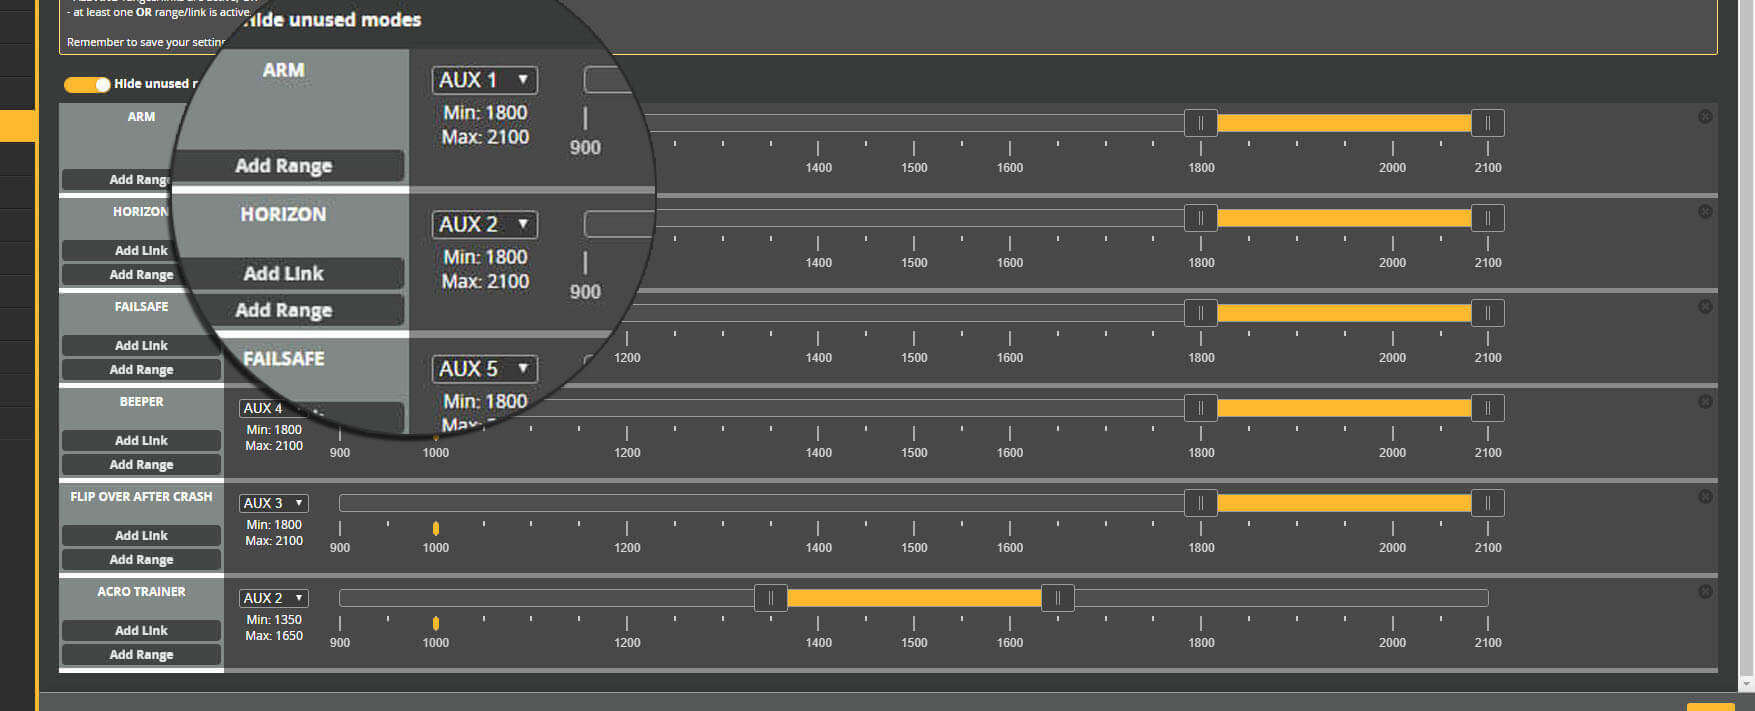 - at least one OR range/link is active.
Remember to save your settin
Hide unused modes
Hide unused
ARM
AUX 1
Min: 1800
Max: 2100
900
Add Range
ARM
Add Rang
1400 1800 2000 2100
1500 1600
HORIZON
AUX 2
Min: 1800
Max: 2100
900
Add Link
Add Range
HORIZON
Add Link
Add Range
1400 1500 1600 1800 2000 2100
FAILSAFE
AUX 5
Min: 1800
Max:
FAILSAFE
Add Link
Add Range
1200 1400 1500 1600 1800 2000 2100
BEEPER
AUX 4
Min: 1800
Max: 2100
Add Link
Add Range
900 1000 1200 1400 1500 1600 1800 2000 2100
FLIP OVER AFTER CRASH
AUX 3
Min: 1800
Max: 2100
Add Link
Add Range
900 1000 1200 1400 1500 1600 1800 2000 2100
ACRO TRAINER
AUX 2
Min: 1350
Max: 1650
Add Link
Add Range
900 1000 1200 1400 1500 1600 1800 2000 2100